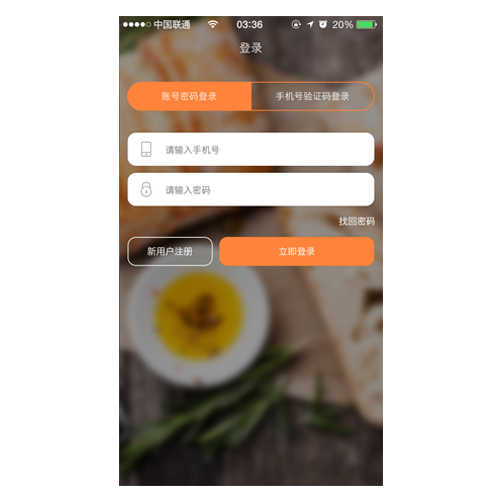 中国联通 03:36 20%
登录
账号密码登录 手机号验证码登录
请输入手机号
请输入密码
找回密码
新用户注册 立即登录